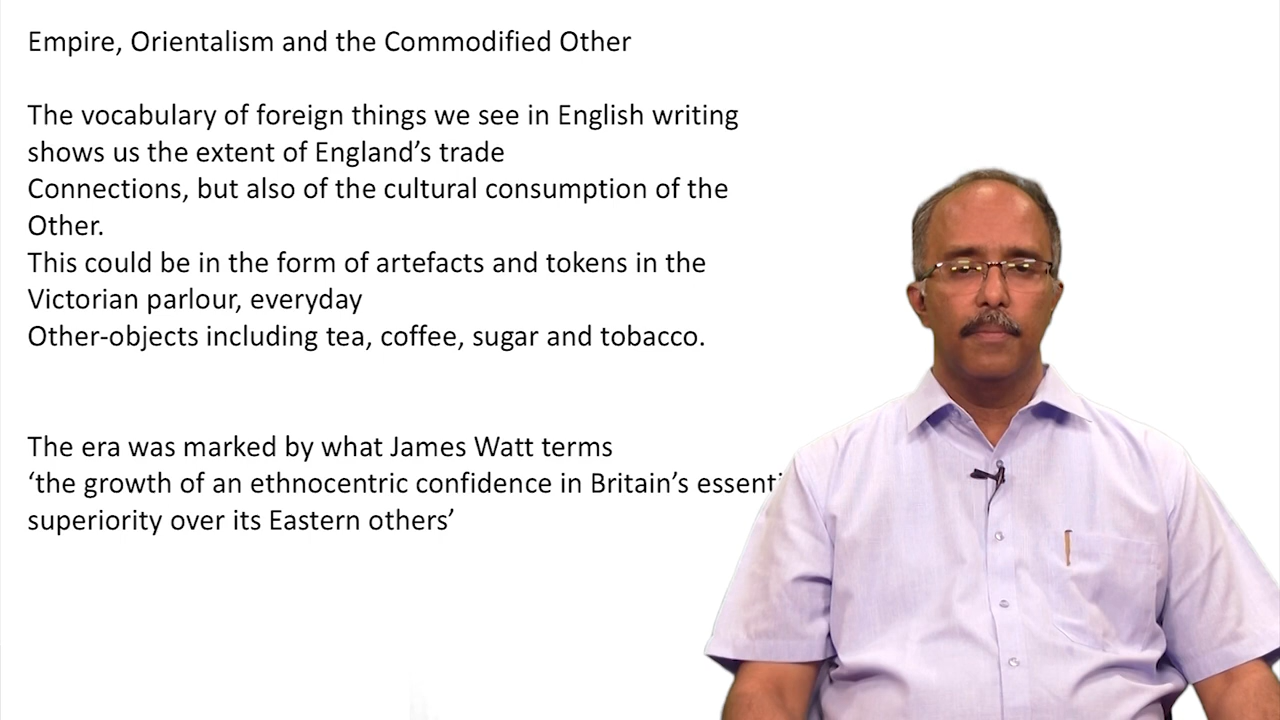 Empire, Orientalism and the Commodified Other
The vocabulary of foreign things we see in English writing
shows us the extent of England’s trade
Connections, but also of the cultural consumption of the
Other.
This could be in the form of artefacts and tokens in the
Victorian parlour, everyday
Other-objects including tea, coffee, sugar and tobacco.
The era was marked by what James Watt terms
‘the growth of an ethnocentric confidence in Britain’s
superiority over its Eastern others’